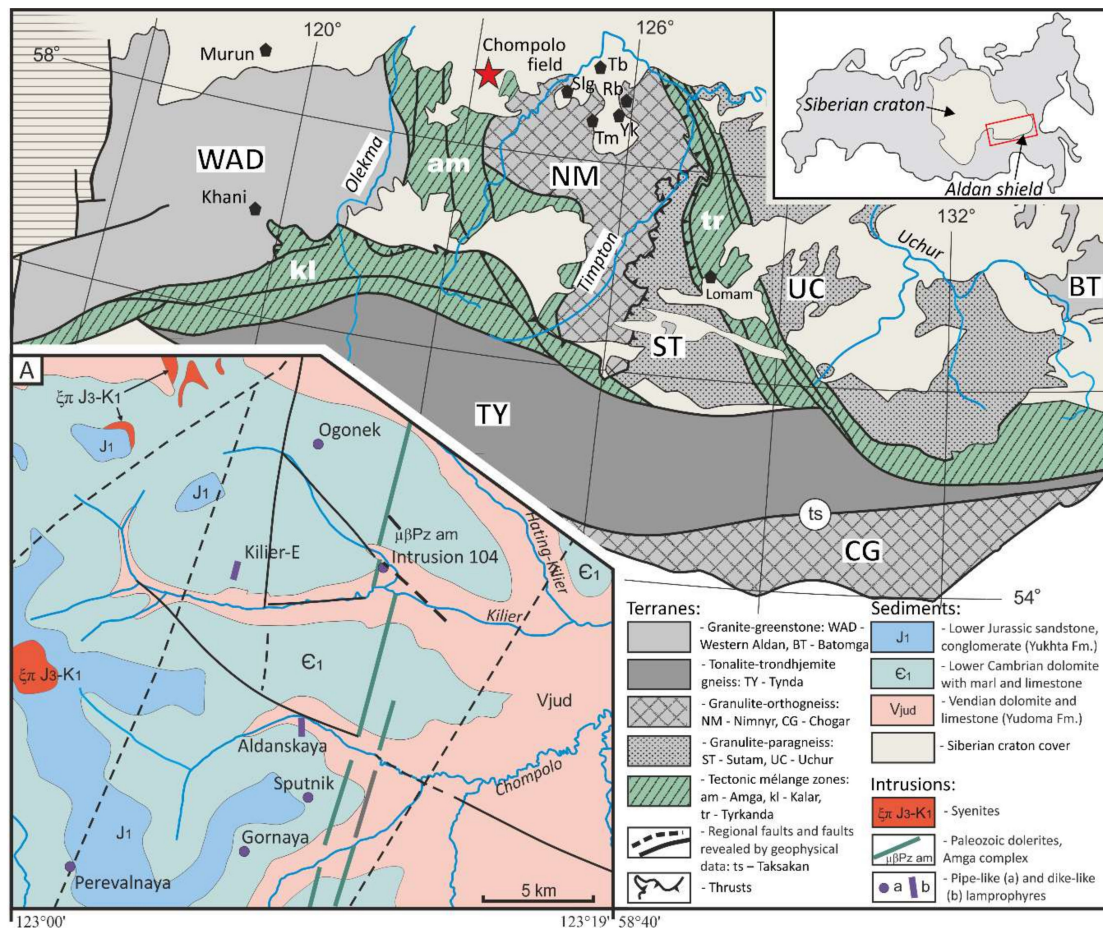 120°
126°
58°
Murun
Chompolo
field
Tb
Slg
Rb
Yk
Tm
Siberian craton
Aldan shield
WAD
Olekma
am
NM
Khani
Timpton
tr
132°
Uchur
kl
Lomam
UC
BT
ST
TY
ts
CG
54°
A
ξπ J3-K1
J1
Ogonek
J1
Hating-Kilier
μβPz am
Intrusion 104
Є1
Kilier-E
Kilier
Є1
ξπ J3-K1
Vjud
Aldanskaya
Chompolo
Sputnik
J1
Gornaya
Perevalnaya
5 km
123°00'
123°19'
58°40'
Terranes:
- Granite-greenstone: WAD -
Western Aldan, BT - Batomga
- Tonalite-trondhjemite
gneiss: TY - Tynda
- Granulite-orthogneiss:
NM - Nimnyr, CG - Chogar
- Granulite-paragneiss:
ST - Sutam, UC - Uchur
- Tectonic mélange zones:
am - Amga, kl - Kalar,
tr - Tyrkanda
- Regional faults and faults
revealed by geophysical
data: ts – Taksakan
- Thrusts
Sediments:
J1 - Lower Jurassic sandstone,
conglomerate (Yukhta Fm.)
Є1 - Lower Cambrian dolomite
with marl and limestone
Vjud - Vendian dolomite and
limestone (Yudoma Fm.)
- Siberian craton cover
Intrusions:
ξπ J3-K1 - Syenites
μβPz am - Paleozoic dolerites,
Amga complex
a b - Pipe-like (a) and dike-like
(b) lamprophyres